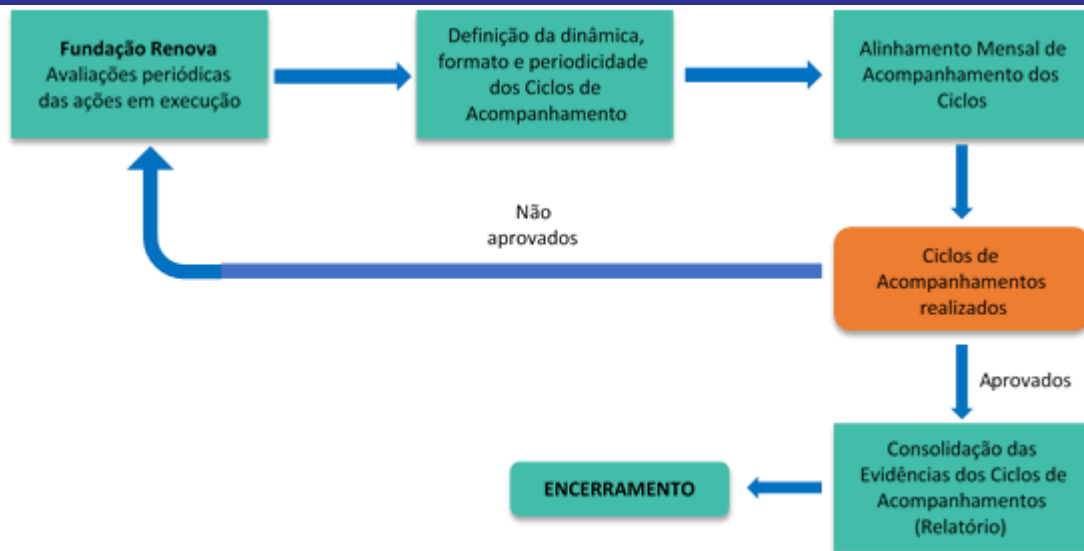 Fundação Renova
Avaliações periódicas
das ações em execução
Definição da dinâmica,
formato e periodicidade
dos Ciclos de
Acompanhamento
Alinhamento Mensal de
Acompanhamento dos
Ciclos
Não
aprovados
Ciclos de
Acompanhamentos
realizados
Aprovados
Consolidação das
Evidências dos Ciclos de
Acompanhamentos
(Relatório)
ENCERRAMENTO